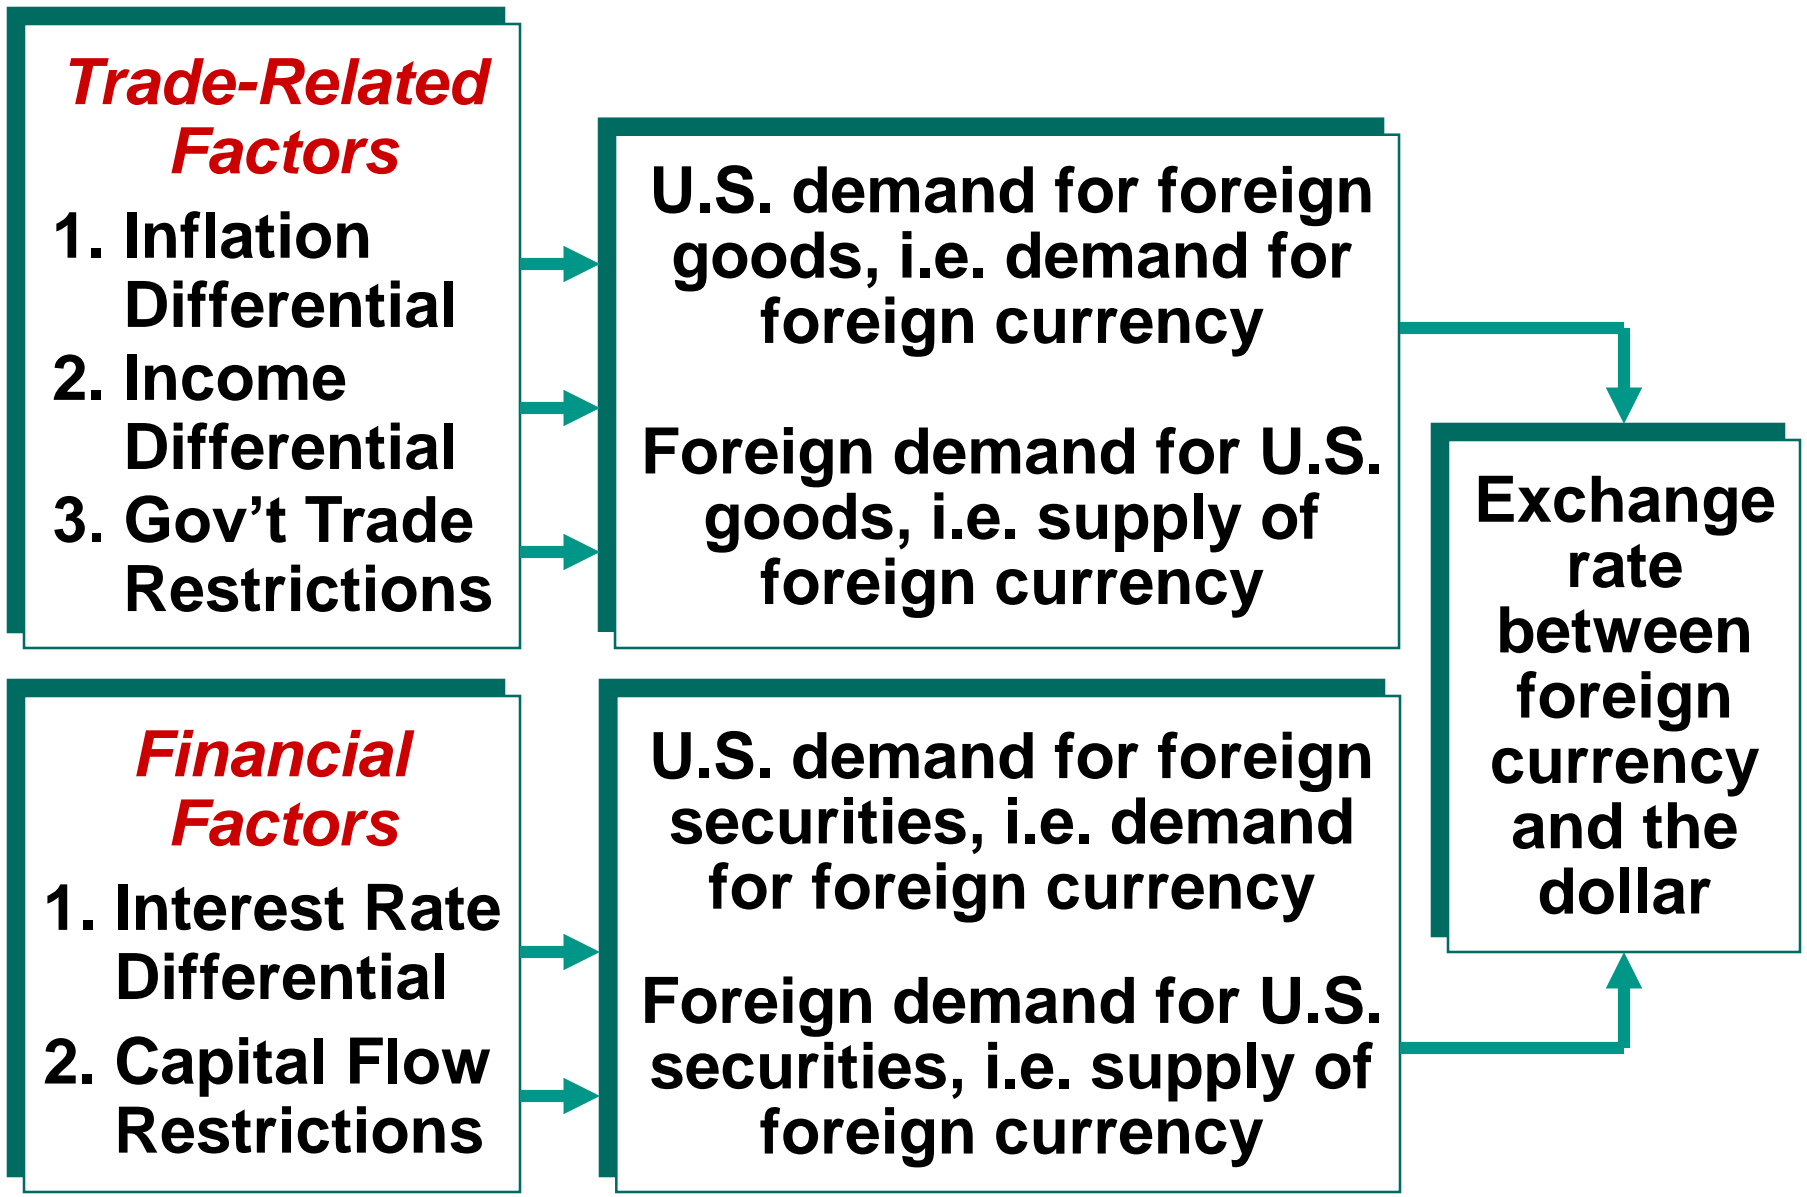 Trade-Related
Factors
1. Inflation
Differential
2. Income
Differential
3. Gov’t Trade
Restrictions
U.S. demand for foreign
goods, i.e. demand for
foreign currency
Foreign demand for U.S.
goods, i.e. supply of
foreign currency
Financial
Factors
1. Interest Rate
Differential
2. Capital Flow
Restrictions
U.S. demand for foreign
securities, i.e. demand
for foreign currency
Foreign demand for U.S.
securities, i.e. supply of
foreign currency
Exchange
rate
between
foreign
currency
and the
dollar